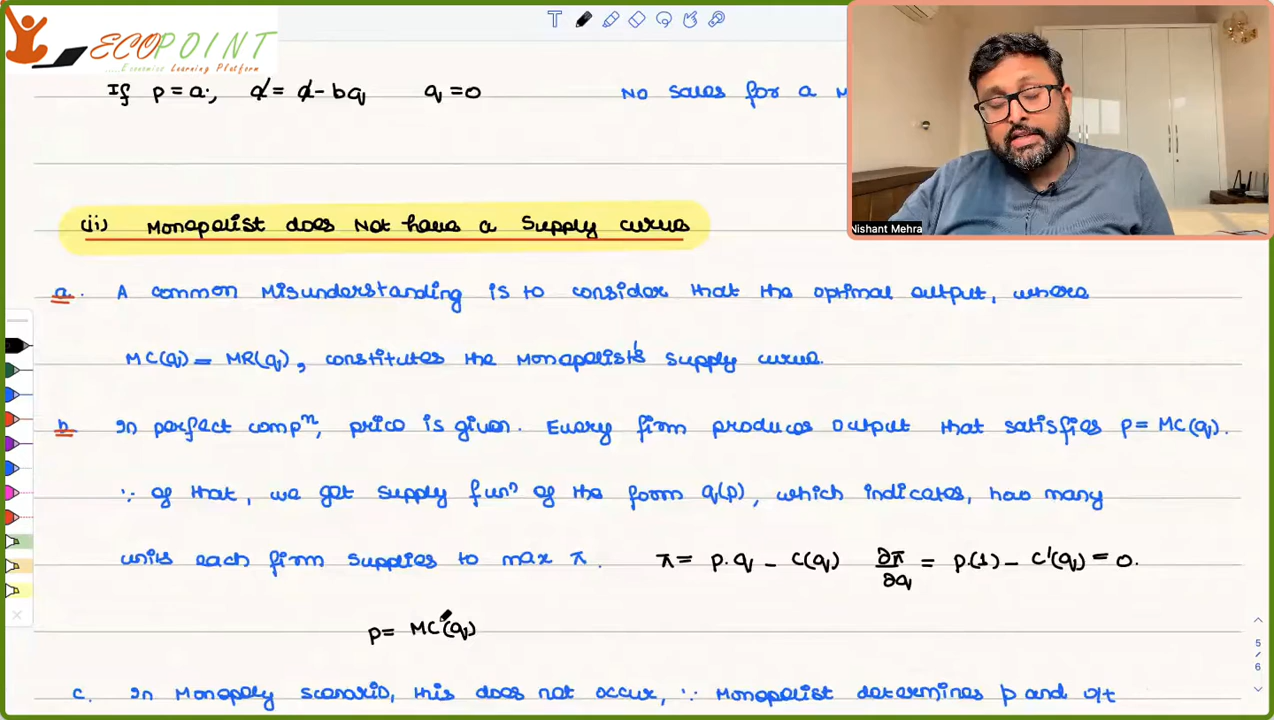 ECOPOINT
....Economics Learning Platform
If p = a., a = a - bq q = 0 No sales for a M
(ii) Monopolist does Not have a Supply curve
a. A common Misunderstanding is to consider that the optimal output, where
MC(q) = MR(q), constitutes the Monopolist's supply curve.
b. In perfect compⁿ, price is given. Every firm produces output that satisfies p = MC(q).
∵ of that, we get supply funⁿ of the form q(p), which indicates, how many
units each firm supplies to max π. π = p.q - C(q) ∂π/∂q = p.(1) - C'(q) = 0.
p = MC(q)
c. In Monopoly scenario, this does not occur, ∵ Monopolist determines p and o/t
Nishant Mehra
5/6